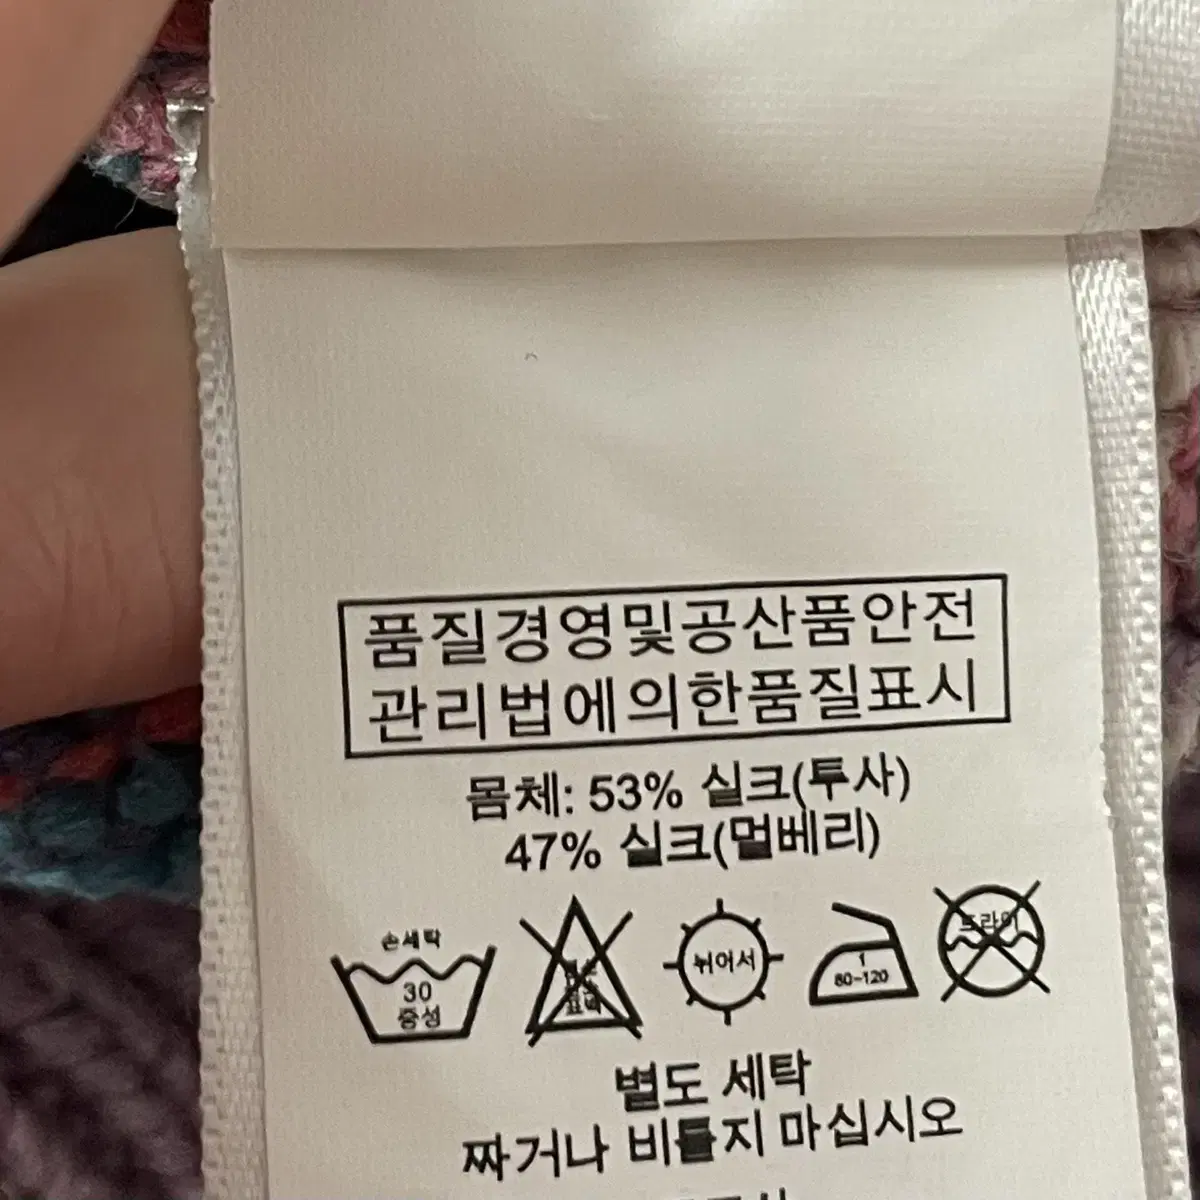 품질경영및공산품안전
관리법에의한품질표시
몸체: 53% 실크(투사)
47% 실크(멀베리)
손세탁
30
중성
뉘어서
1
80~120
드라이
별도 세탁
짜거나 비틀지 마십시오